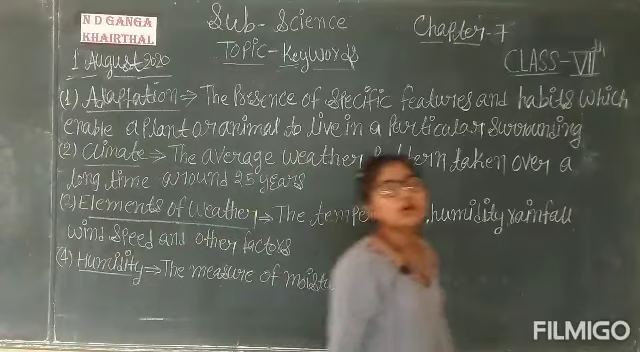 N D GANGA
KHAIRTHAL
Sub- Science
Chapter-7
TOPIC- Keywords
1 August 2020
CLASS-VIIth
(1) Adaptation → The Presence of specific features and habits which
enable a plant or animal to live in a Particular surrounding
(2) Climate → The average weather taken over a
long time around 25 years
(3) Elements of Weather → The humidity rainfall
wind speed and other factors
(4) Humidity → The measure of
FILMIGO